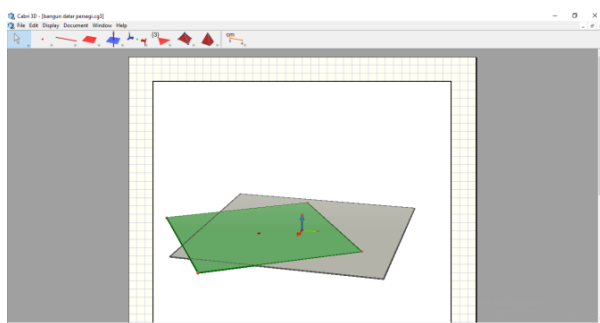 Cabri 3D - [bangun datar persegi.cg3]
File Edit Display Document Window Help
(3)
cm